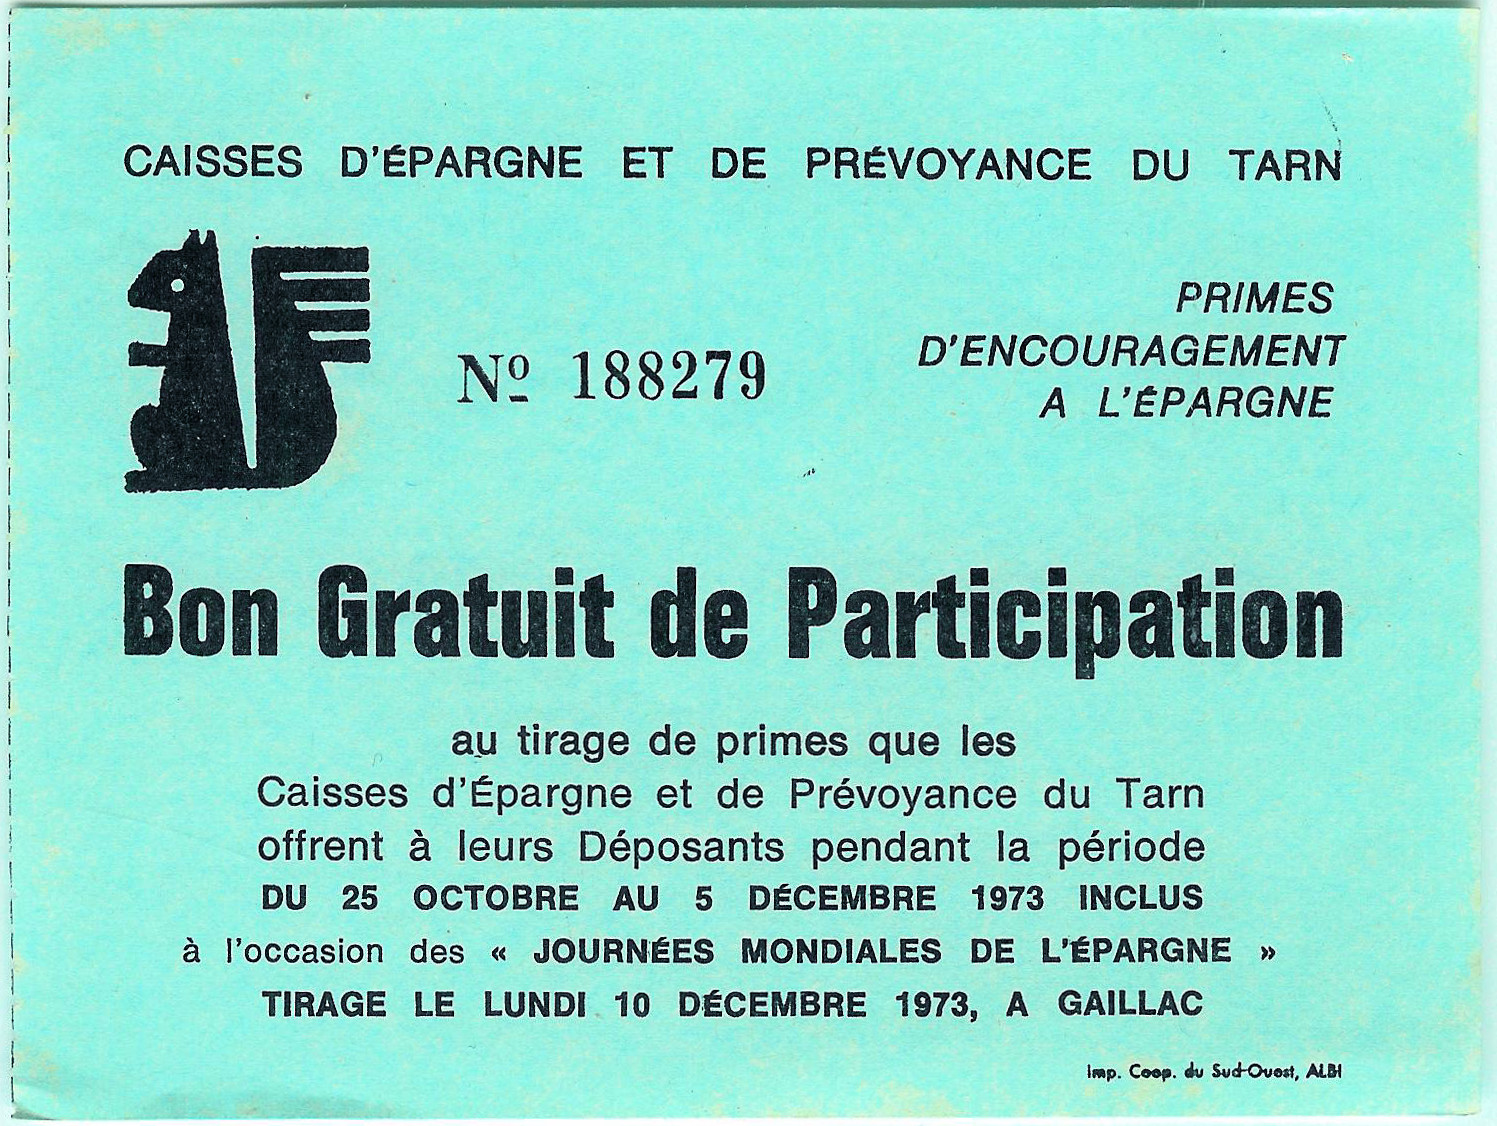 CAISSES D'ÉPARGNE ET DE PRÉVOYANCE DU TARN
PRIMES
D'ENCOURAGEMENT
A L'ÉPARGNE
Nº 188279
Bon Gratuit de Participation
au tirage de primes que les
Caisses d'Épargne et de Prévoyance du Tarn
offrent à leurs Déposants pendant la période
DU 25 OCTOBRE AU 5 DÉCEMBRE 1973 INCLUS
à l'occasion des « JOURNÉES MONDIALES DE L'ÉPARGNE »
TIRAGE LE LUNDI 10 DÉCEMBRE 1973, A GAILLAC
Imp. Coop. du Sud-Ouest, ALBI